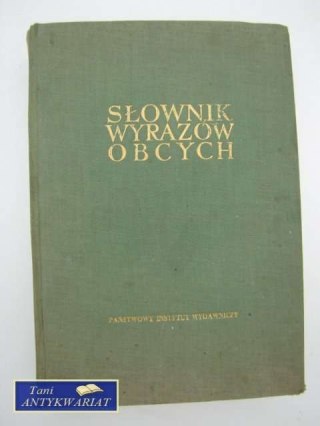 SŁOWNIK
WYRAZÓW
OBCYCH
PAŃSTWOWY INSTYTUT WYDAWNICZY
Tani
ANTYKWARIAT